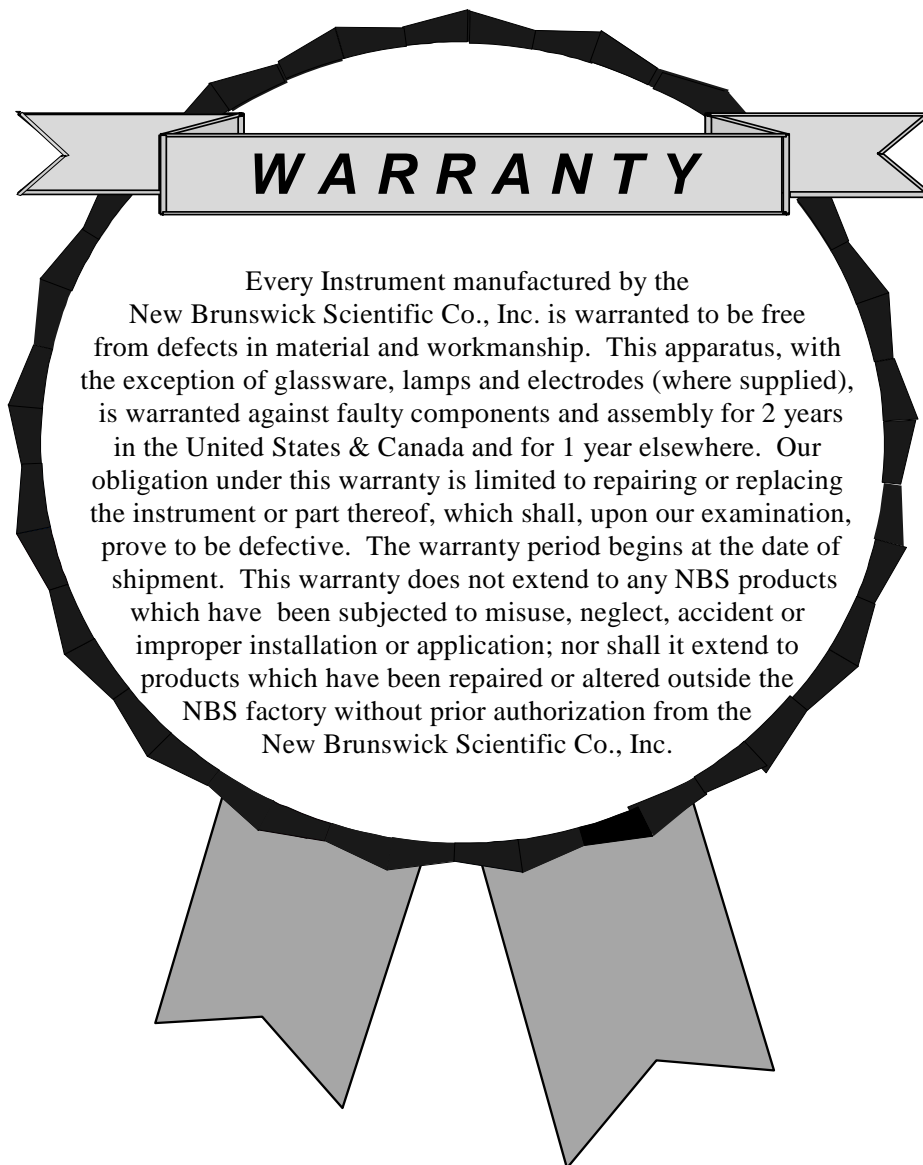 W A R R A N T Y
Every Instrument manufactured by the
New Brunswick Scientific Co., Inc. is warranted to be free
from defects in material and workmanship.  This apparatus, with
the exception of glassware, lamps and electrodes (where supplied),
is warranted against faulty components and assembly for 2 years
in the United States & Canada and for 1 year elsewhere.  Our
obligation under this warranty is limited to repairing or replacing
the instrument or part thereof, which shall, upon our examination,
prove to be defective.  The warranty period begins at the date of
shipment.  This warranty does not extend to any NBS products
which have  been subjected to misuse, neglect, accident or
improper installation or application; nor shall it extend to
products which have been repaired or altered outside the
NBS factory without prior authorization from the
New Brunswick Scientific Co., Inc.